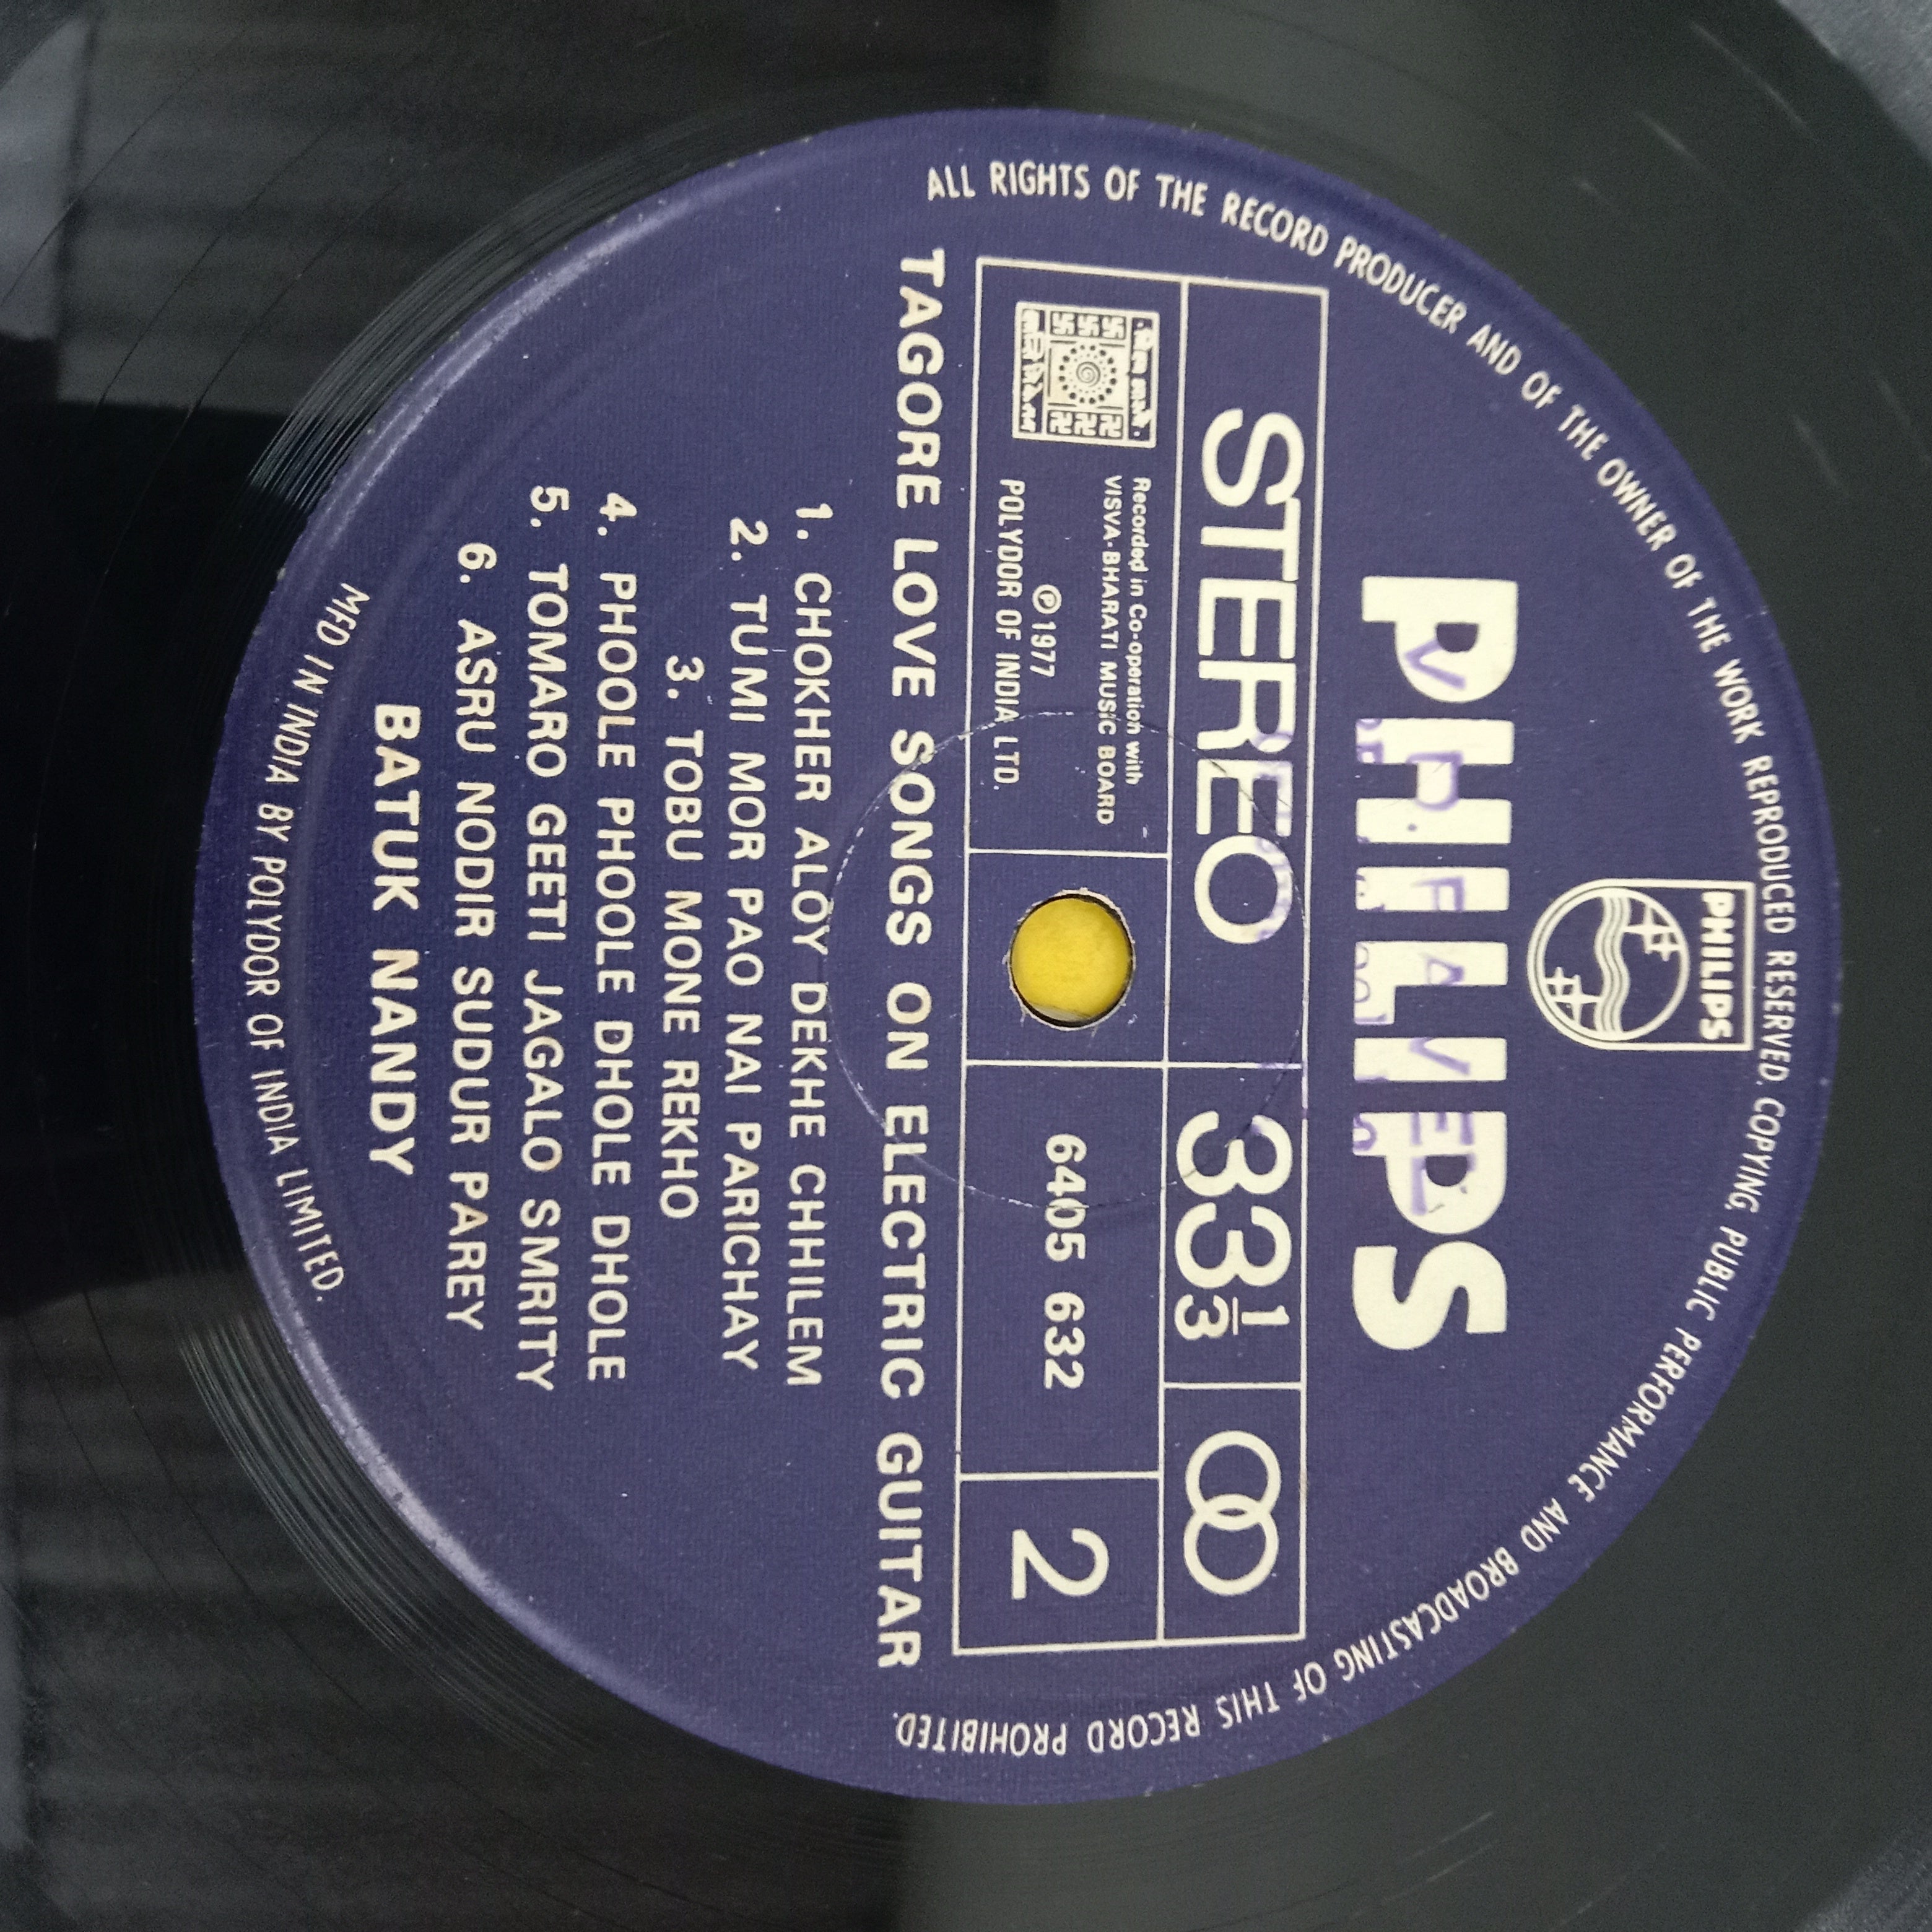 ALL RIGHTS OF THE RECORD PRODUCER AND OF THE OWNER OF THE WORK REPRODUCED RESERVED. COPYING, PUBLIC PERFORMANCE AND BROADCASTING OF THIS RECORD PROHIBITED.
PHILIPS
PHILIPS
STEREO
33 1/3
Recorded in Co-operation with
VISVA-BHARATI MUSIC BOARD
℗ 1977
POLYDOR OF INDIA LTD.
6405 632
2
TAGORE LOVE SONGS ON ELECTRIC GUITAR
1. CHOKHER ALOY DEKHE CHHILEM
2. TUMI MOR PAO NAI PARICHAY
3. TOBU MONE REKHO
4. PHOOLE PHOOLE DHOLE DHOLE
5. TOMARO GEETI JAGALO SMRITY
6. ASRU NODIR SUDUR PAREY
BATUK NANDY
MFD IN INDIA BY POLYDOR OF INDIA LIMITED.